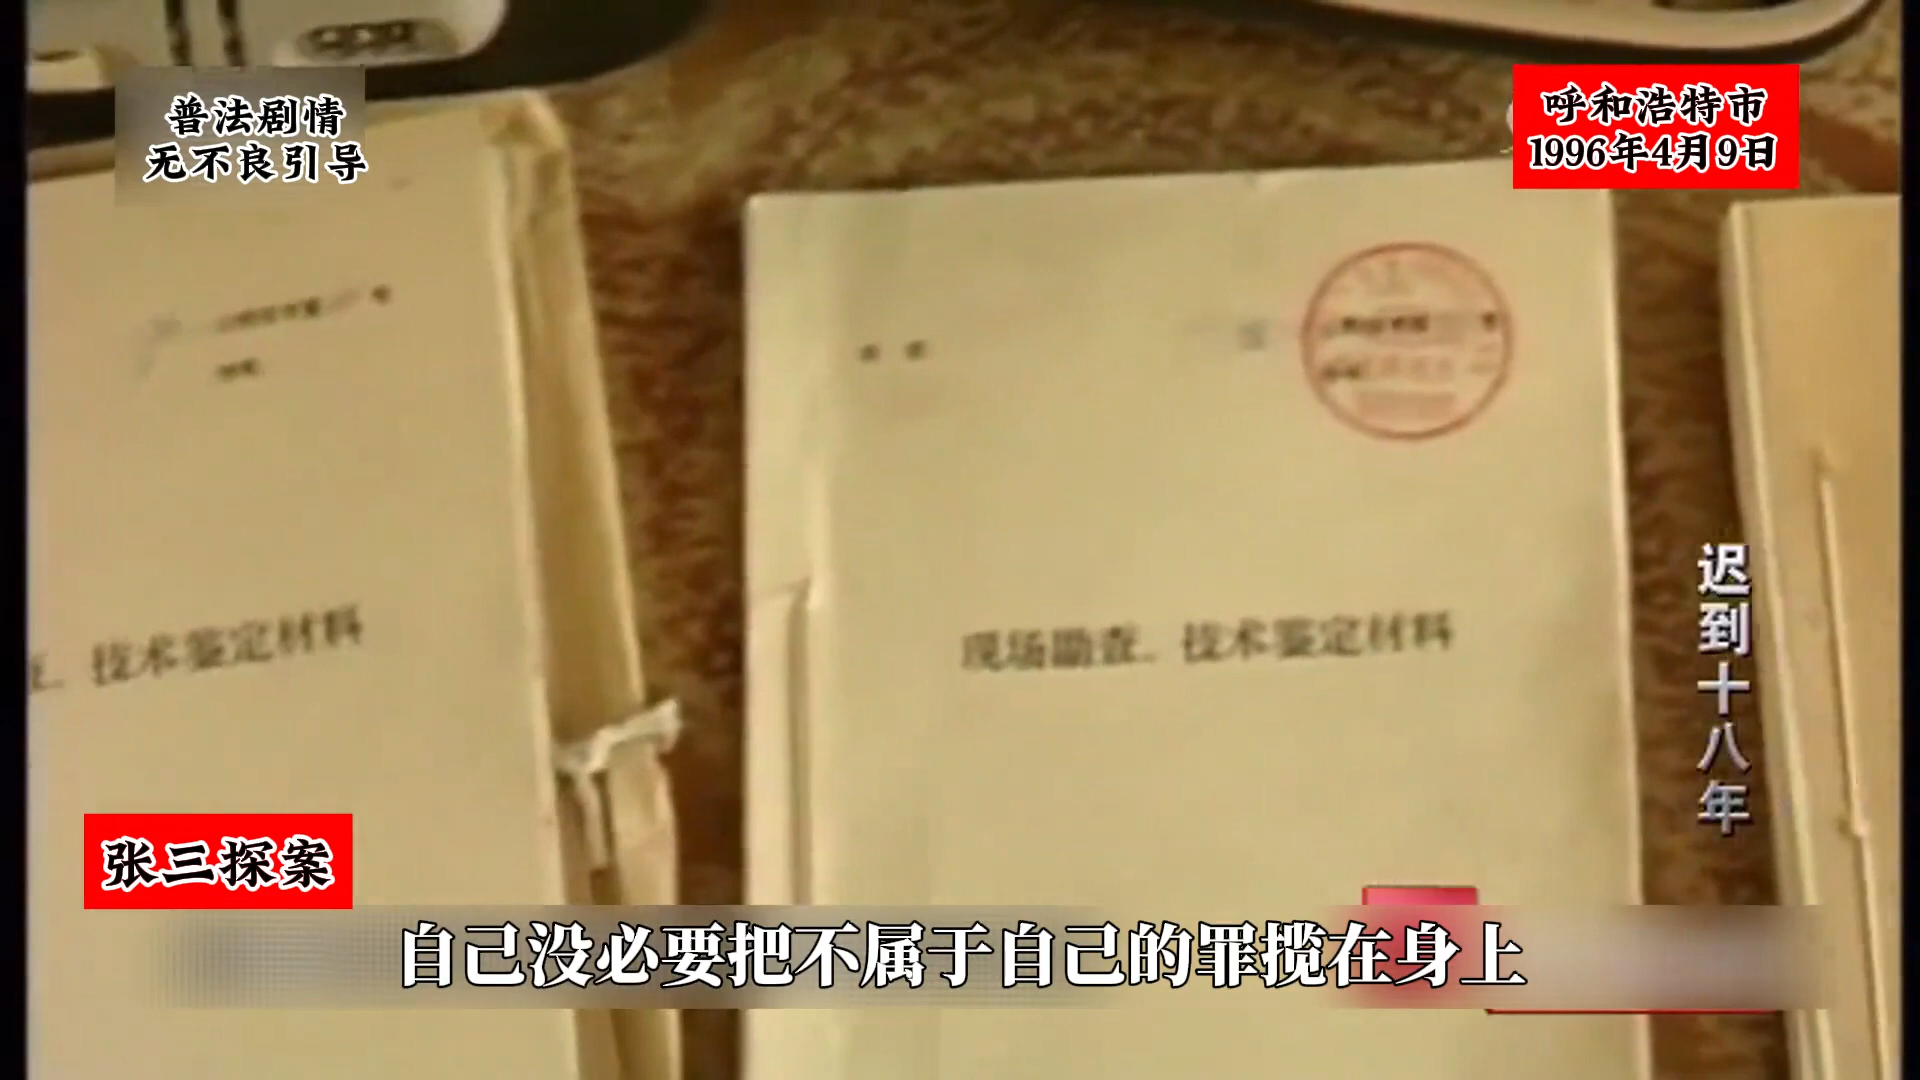 普法剧情
无不良引导
呼和浩特市
1996年4月9日
技术鉴定材料
现场勘查、技术鉴定材料
迟到十八年
张三探案
自己没必要把不属于自己的罪揽在身上